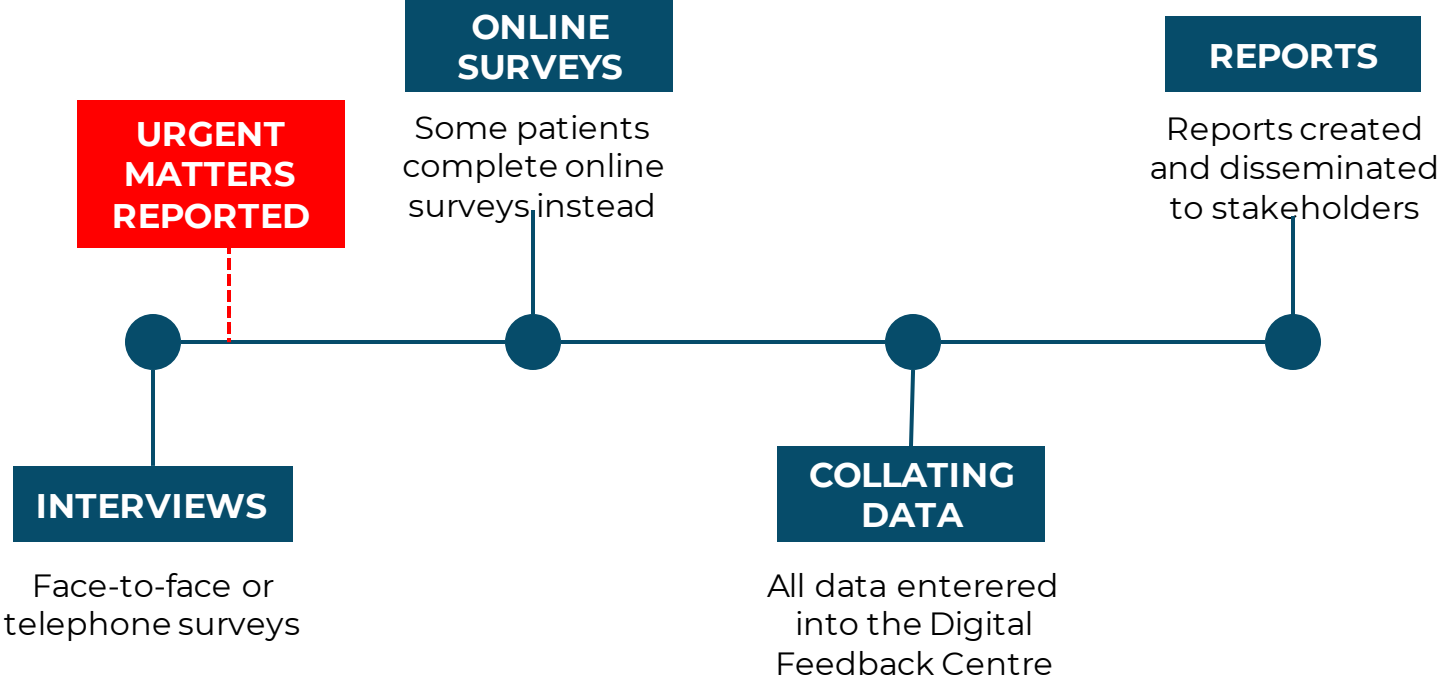 ONLINE
SURVEYS
Some patients
complete online
surveys instead
REPORTS
Reports created
and disseminated
to stakeholders
URGENT
MATTERS
REPORTED
INTERVIEWS
Face-to-face or
telephone surveys
COLLATING
DATA
All data enterered
into the Digital
Feedback Centre